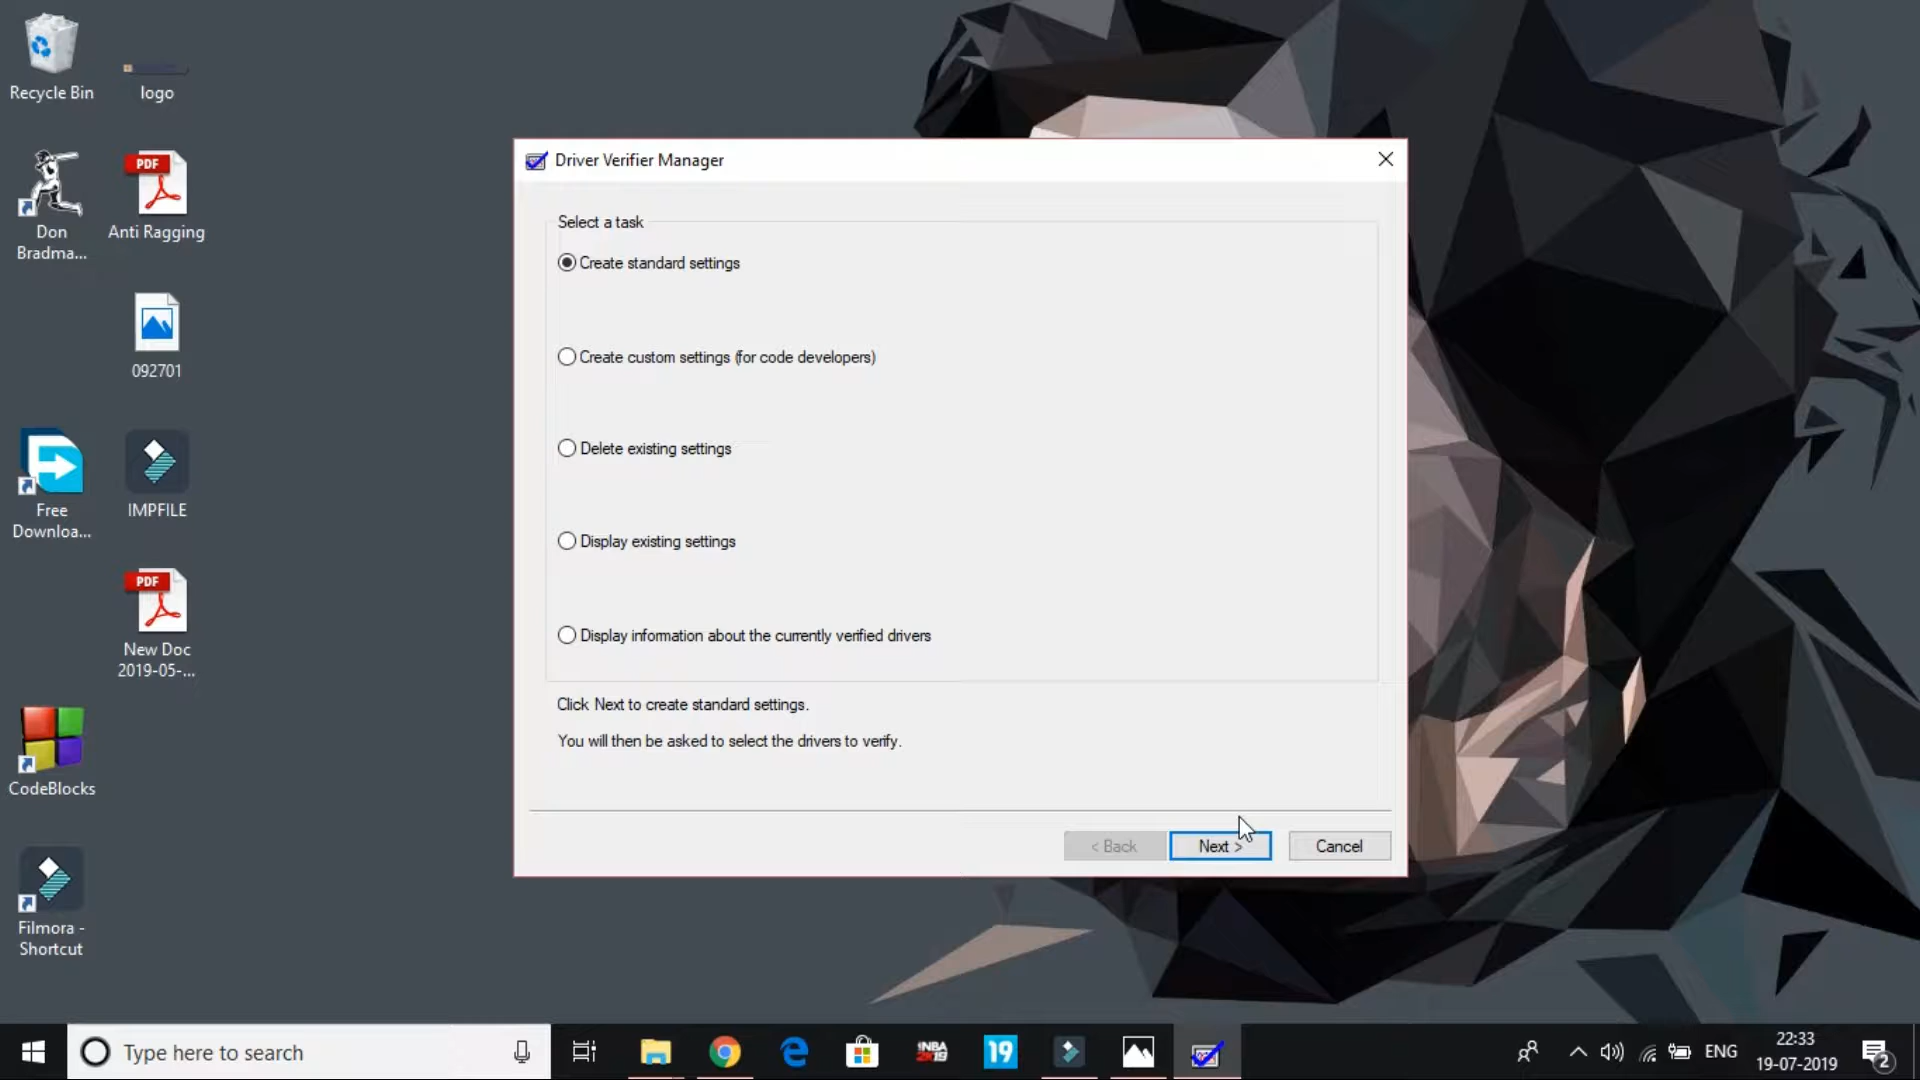 Recycle Bin
logo
Don
Bradma...
PDF
Anti Ragging
092701
Free
Downloa...
IMPFILE
PDF
New Doc
2019-05-...
CodeBlocks
Filmora -
Shortcut
Driver Verifier Manager
Select a task
Create standard settings
Create custom settings (for code developers)
Delete existing settings
Display existing settings
Display information about the currently verified drivers
Click Next to create standard settings.
You will then be asked to select the drivers to verify.
< Back
Next >
Cancel
Type here to search
NBA
2K19
19
ENG
22:33
19-07-2019
2